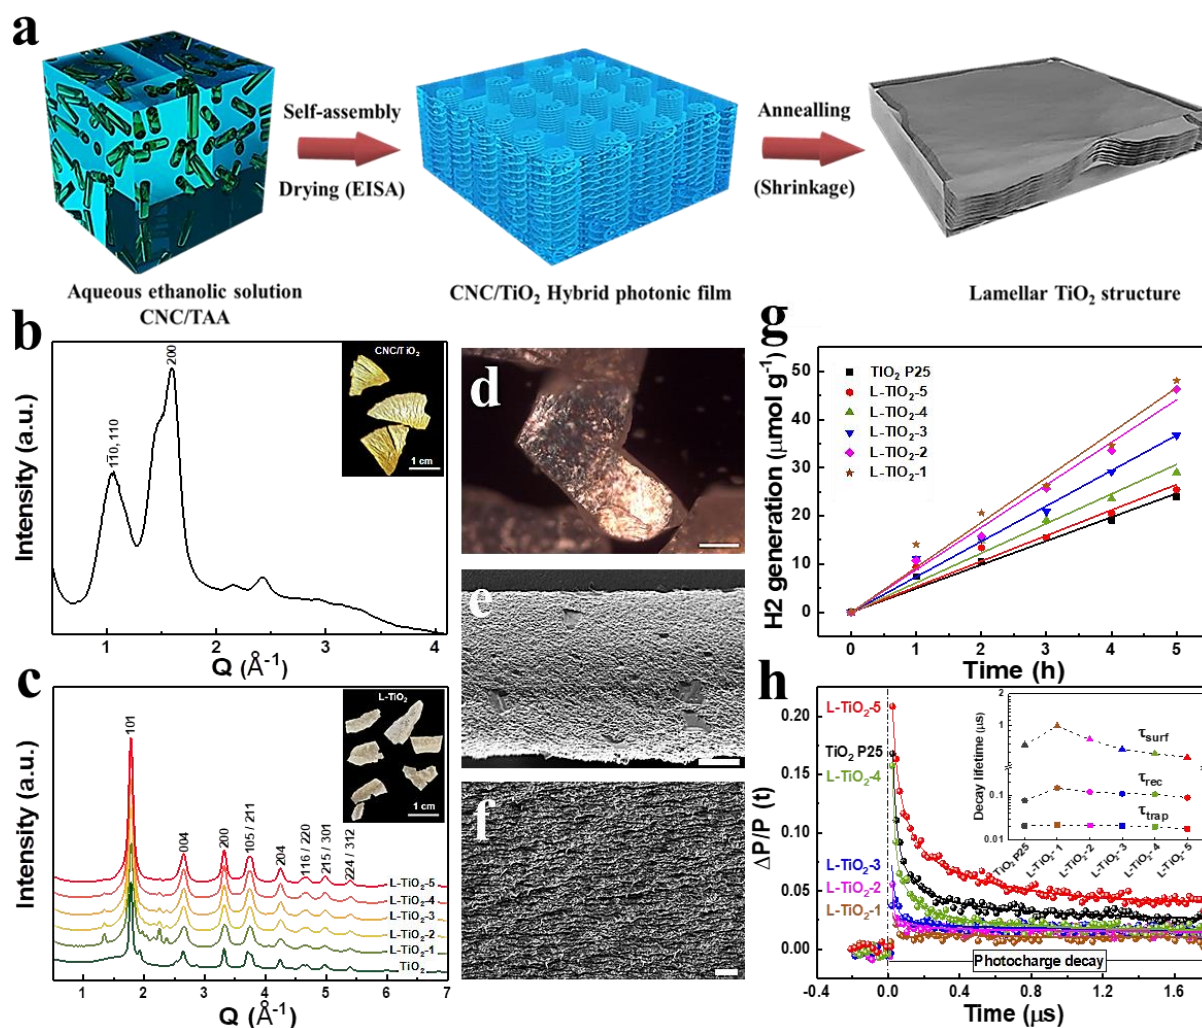 a
Self-assembly
Drying (EISA)
Annealling
(Shrinkage)
Aqueous ethanolic solution
CNC/TAA
CNC/TiO₂ Hybrid photonic film
Lamellar TiO₂ structure
b
Intensity (a.u.)
11̄0, 110
200
CNC/TiO₂
1 cm
1
2
3
4
Q (Å⁻¹)
c
Intensity (a.u.)
101
004
200
105 / 211
204
116 / 220
215 / 301
224 / 312
L-TiO₂
1 cm
L-TiO₂-5
L-TiO₂-4
L-TiO₂-3
L-TiO₂-2
L-TiO₂-1
TiO₂
1
2
3
4
5
6
7
Q (Å⁻¹)
d
e
f
g
H2 generation (μmol g⁻¹)
50
40
30
20
10
0
TIO₂ P25
L-TIO₂-5
L-TIO₂-4
L-TIO₂-3
L-TIO₂-2
L-TIO₂-1
0
1
2
3
4
5
Time (h)
h
ΔP/P (t)
0.20
0.15
0.10
0.05
0.00
L-TiO₂-5
TiO₂ P25
L-TiO₂-4
L-TiO₂-3
L-TiO₂-2
L-TiO₂-1
Decay lifetime (μs)
1
0.1
0.01
τsurf
τrec
τtrap
TiO₂ P25
L-TiO₂-1
L-TiO₂-2
L-TiO₂-3
L-TiO₂-4
L-TiO₂-5
Photocharge decay
-0.4
0.0
0.4
0.8
1.2
1.6
Time (μs)